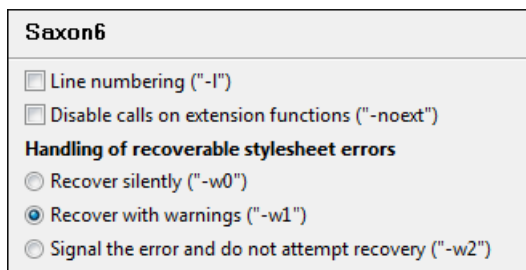 Saxon6
Line numbering ("-l")
Disable calls on extension functions ("-noext")
Handling of recoverable stylesheet errors
Recover silently ("-w0")
Recover with warnings ("-w1")
Signal the error and do not attempt recovery ("-w2")